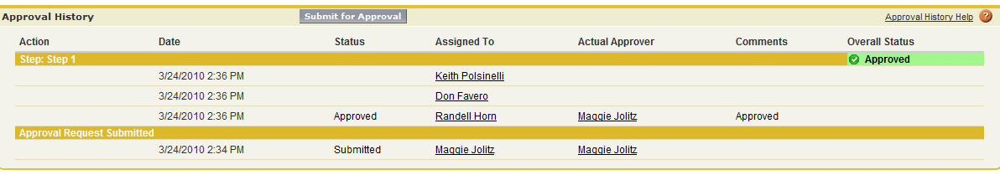 Approval History Submit for Approval Approval History Help ?
Action Date Status Assigned To Actual Approver Comments Overall Status
Step: Step 1 Approved
3/24/2010 2:36 PM Keith Polsinelli
3/24/2010 2:36 PM Don Favero
3/24/2010 2:36 PM Approved Randell Horn Maggie Jolitz Approved
Approval Request Submitted
3/24/2010 2:34 PM Submitted Maggie Jolitz Maggie Jolitz